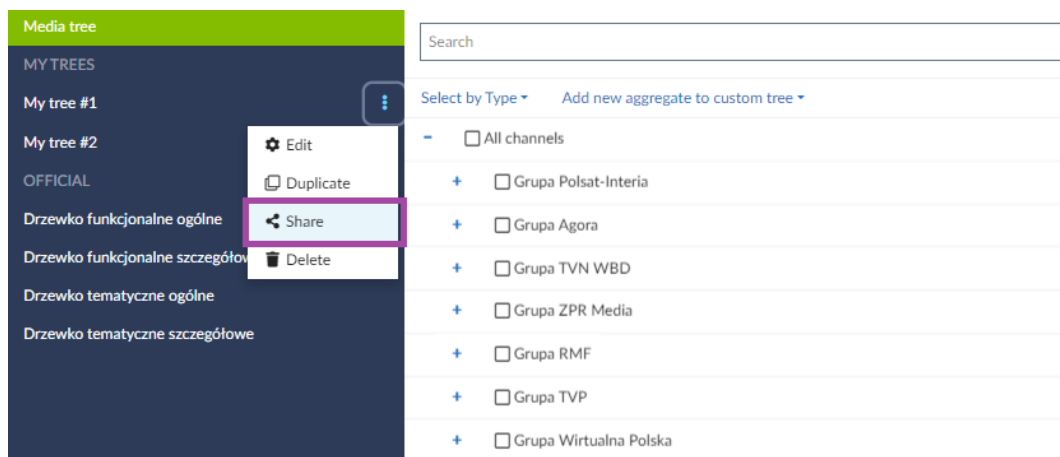 Media tree
MY TREES
My tree #1
My tree #2
OFFICIAL
Drzewko funkcjonalne ogólne
Drzewko funkcjonalne szczegółow
Drzewko tematyczne ogólne
Drzewko tematyczne szczegółowe
Edit
Duplicate
Share
Delete
Search
Select by Type Add new aggregate to custom tree
All channels
Grupa Polsat-Interia
Grupa Agora
Grupa TVN WBD
Grupa ZPR Media
Grupa RMF
Grupa TVP
Grupa Wirtualna Polska